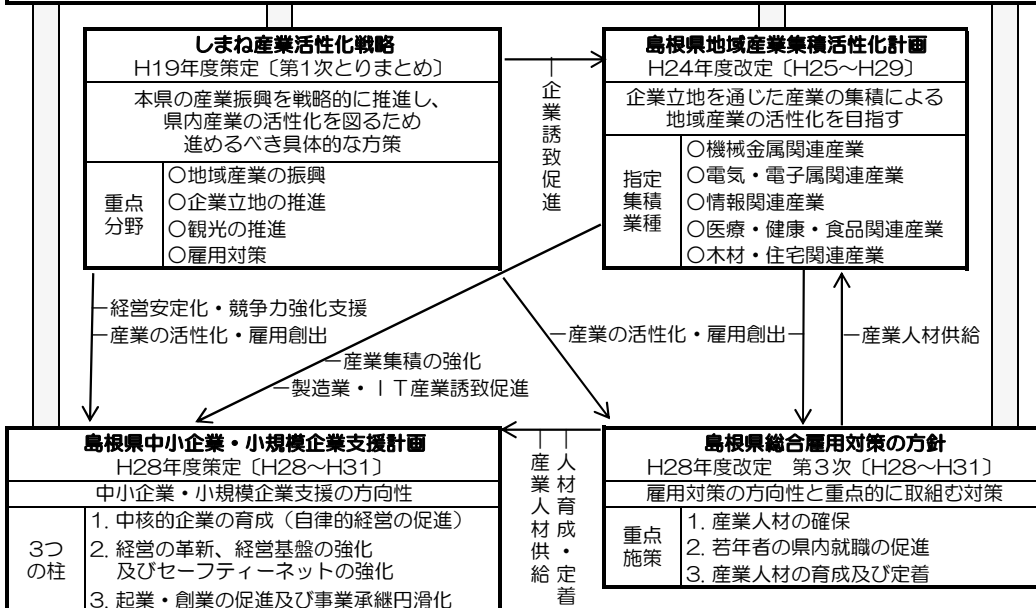 しまね産業活性化戦略
H19年度策定〔第1次とりまとめ〕
本県の産業振興を戦略的に推進し、
県内産業の活性化を図るため
進めるべき具体的な方策
重点
分野
○地域産業の振興
○企業立地の推進
○観光の推進
○雇用対策
企業誘致促進
島根県地域産業集積活性化計画
H24年度改定〔H25～H29〕
企業立地を通じた産業の集積による
地域産業の活性化を目指す
指定
集積
業種
○機械金属関連産業
○電気・電子属関連産業
○情報関連産業
○医療・健康・食品関連産業
○木材・住宅関連産業
経営安定化・競争力強化支援
産業の活性化・雇用創出
産業集積の強化
製造業・ＩＴ産業誘致促進
産業の活性化・雇用創出
産業人材供給
島根県中小企業・小規模企業支援計画
H28年度策定〔H28～H31〕
中小企業・小規模企業支援の方向性
3つ
の柱
1. 中核的企業の育成（自律的経営の促進）
2. 経営の革新、経営基盤の強化
及びセーフティーネットの強化
3. 起業・創業の促進及び事業承継円滑化
人材育成・定着
産業人材供給
島根県総合雇用対策の方針
H28年度改定　第3次〔H28～H31〕
雇用対策の方向性と重点的に取組む対策
重点
施策
1. 産業人材の確保
2. 若年者の県内就職の促進
3. 産業人材の育成及び定着